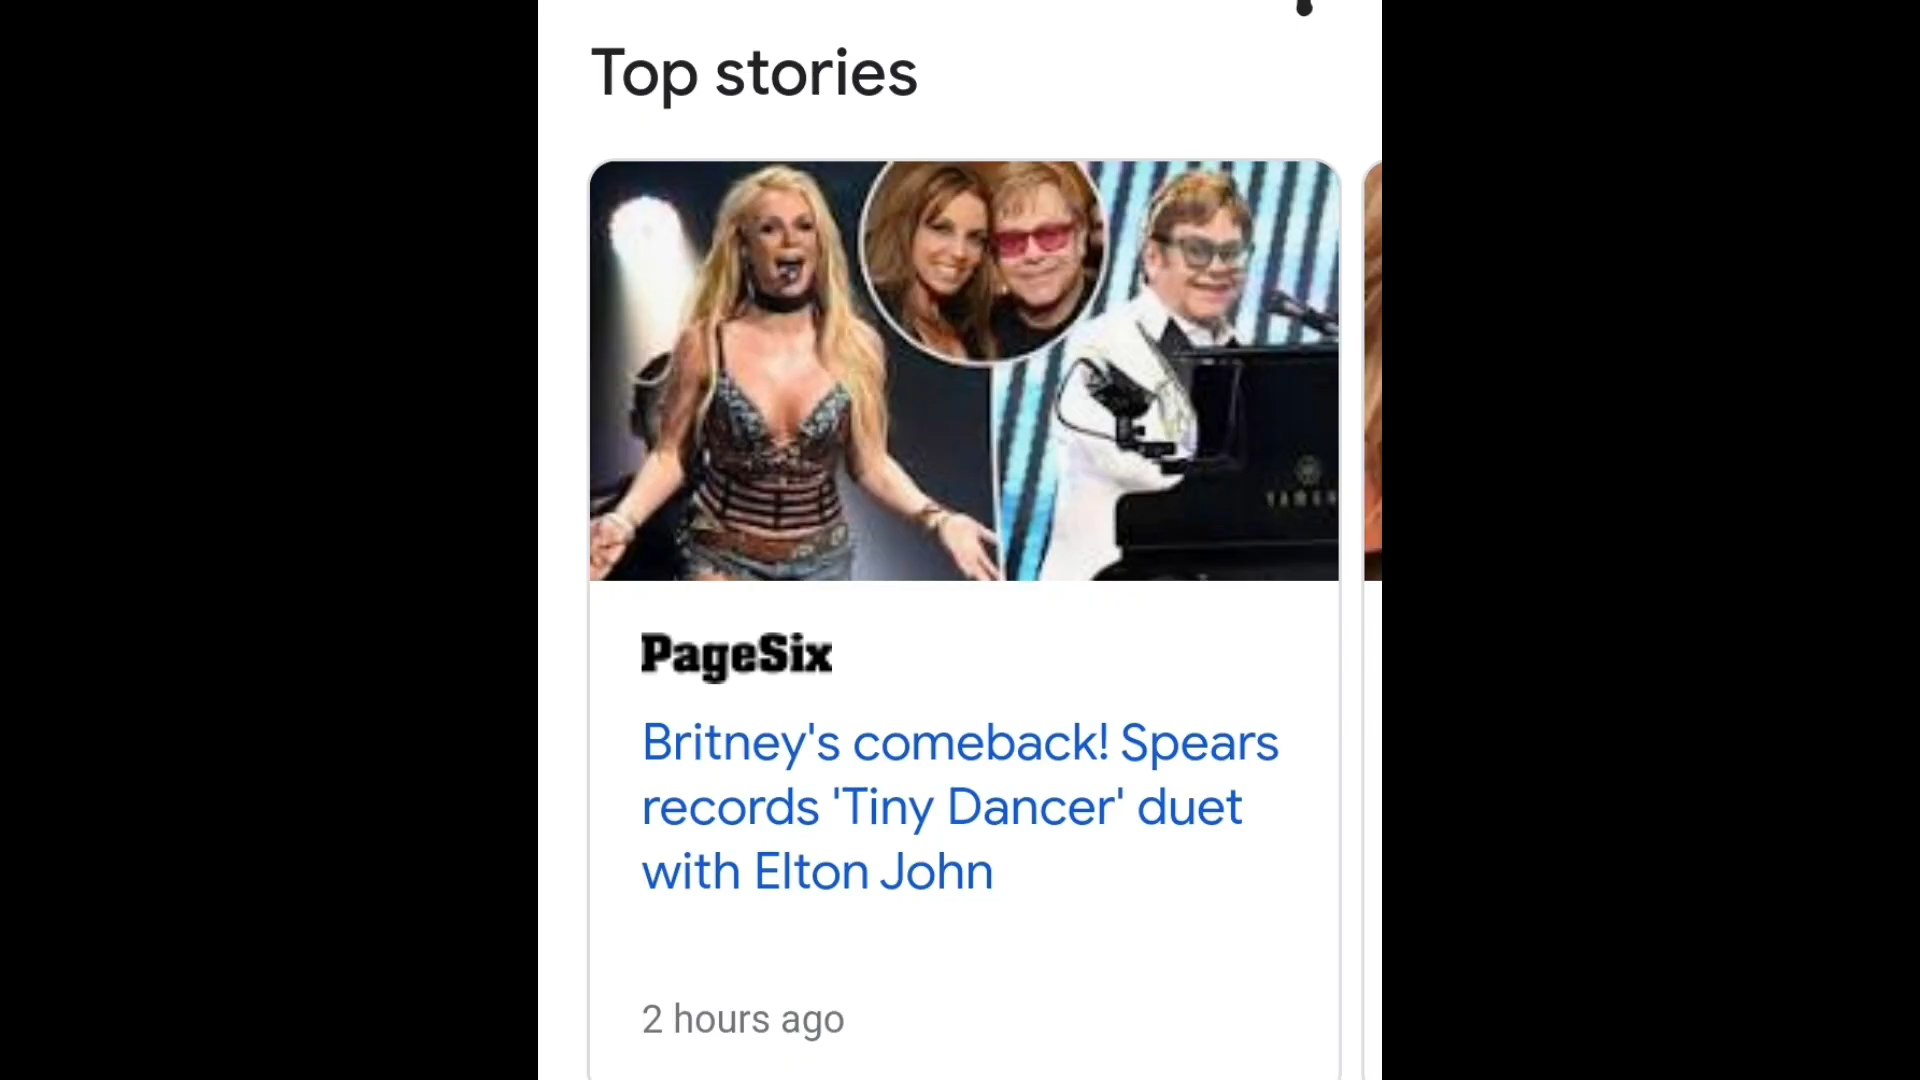 Top stories
PageSix
Britney's comeback! Spears
records 'Tiny Dancer' duet
with Elton John
2 hours ago